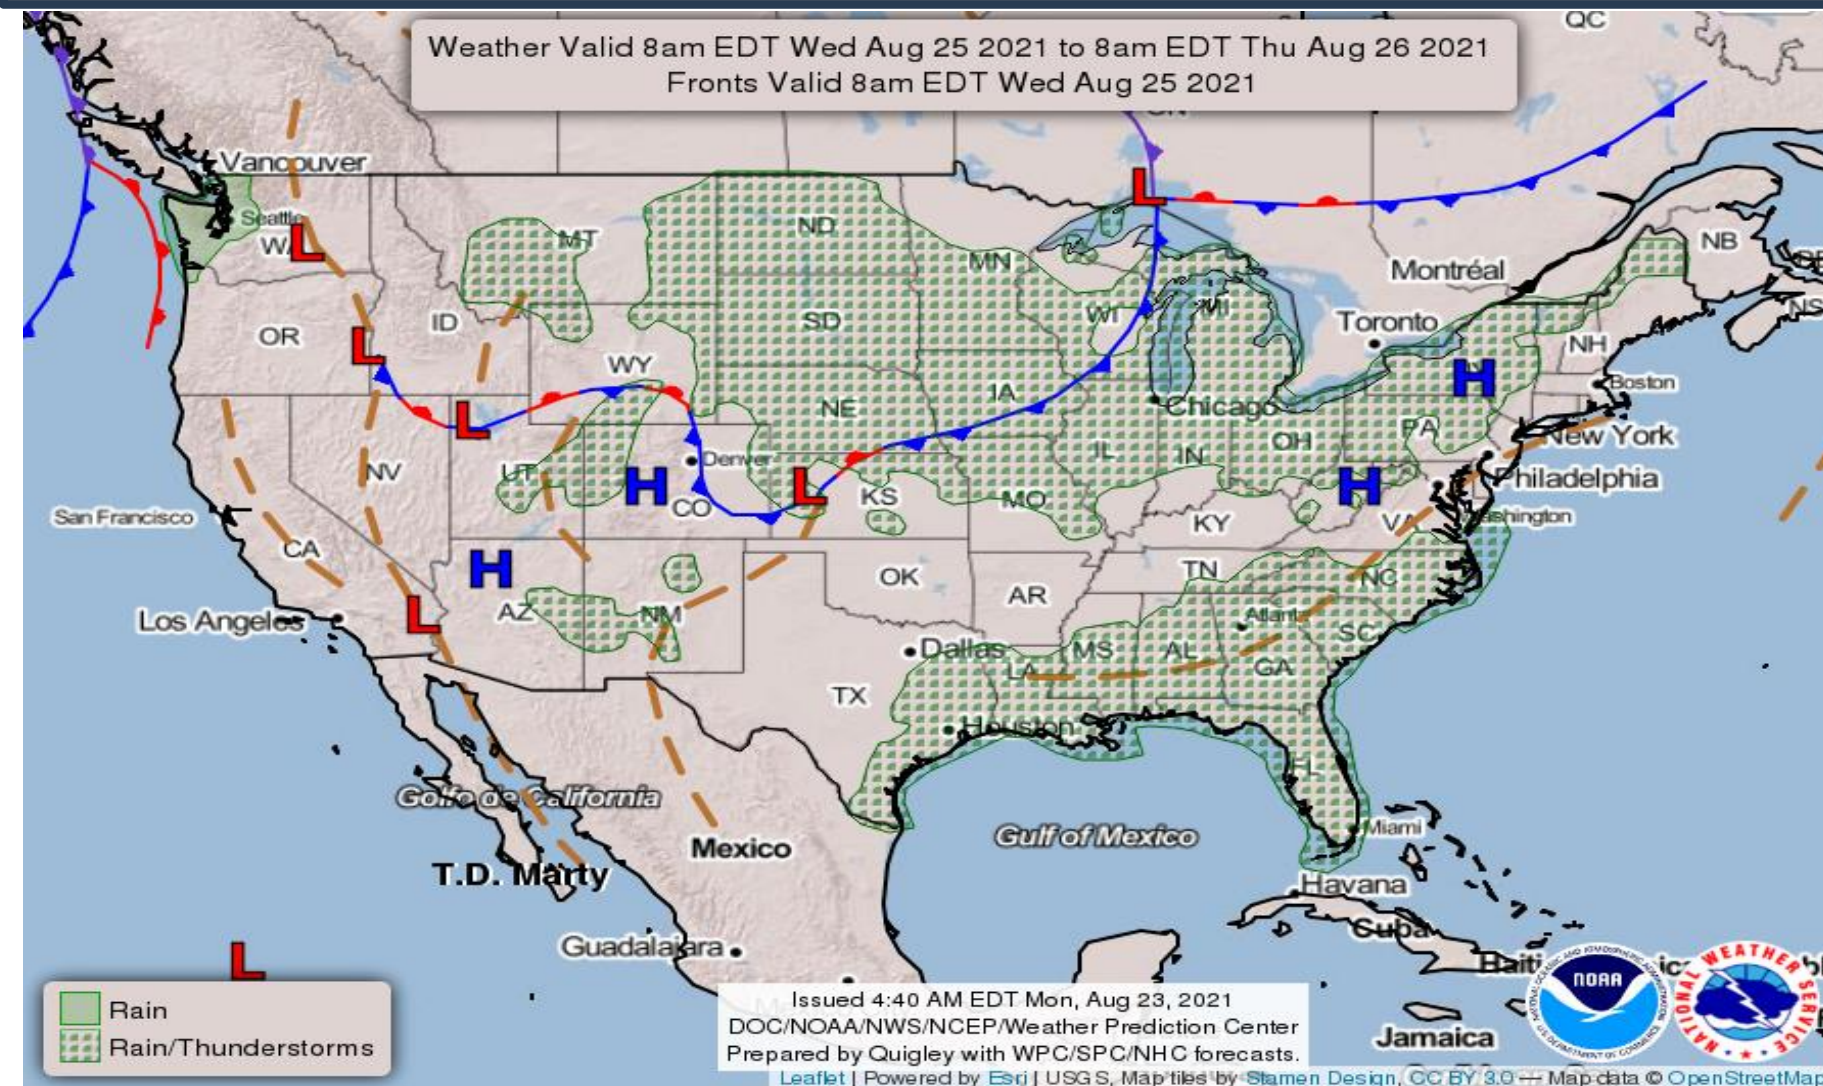 Weather Valid 8am EDT Wed Aug 25 2021 to 8am EDT Thu Aug 26 2021
Fronts Valid 8am EDT Wed Aug 25 2021
QC
Vancouver
Seattle
WA
L
MT
ND
MN
L
NB
Montréal
OR
L
ID
WY
SD
WI
MI
Toronto
NH
H
Boston
NE
IA
Chicago
L
NV
UT
H
Denver
CO
L
KS
MO
IL
IN
OH
PA
New York
H
Philadelphia
Washington
San Francisco
CA
KY
VA
H
AZ
NM
OK
AR
TN
NC
Los Angeles
L
Dallas
LA
MS
AL
Atlanta
GA
SC
TX
Houston
FL
Golfo de California
Mexico
Gulf of Mexico
Miami
T.D. Marty
Havana
Cuba
Guadalajara
L
Haiti
Jamaica
Rain
Rain/Thunderstorms
Issued 4:40 AM EDT Mon, Aug 23, 2021
DOC/NOAA/NWS/NCEP/Weather Prediction Center
Prepared by Quigley with WPC/SPC/NHC forecasts.
Leaflet | Powered by Esri | USGS, Map tiles by Stamen Design, CC BY 3.0 — Map data © OpenStreetMap
NOAA
NATIONAL WEATHER SERVICE